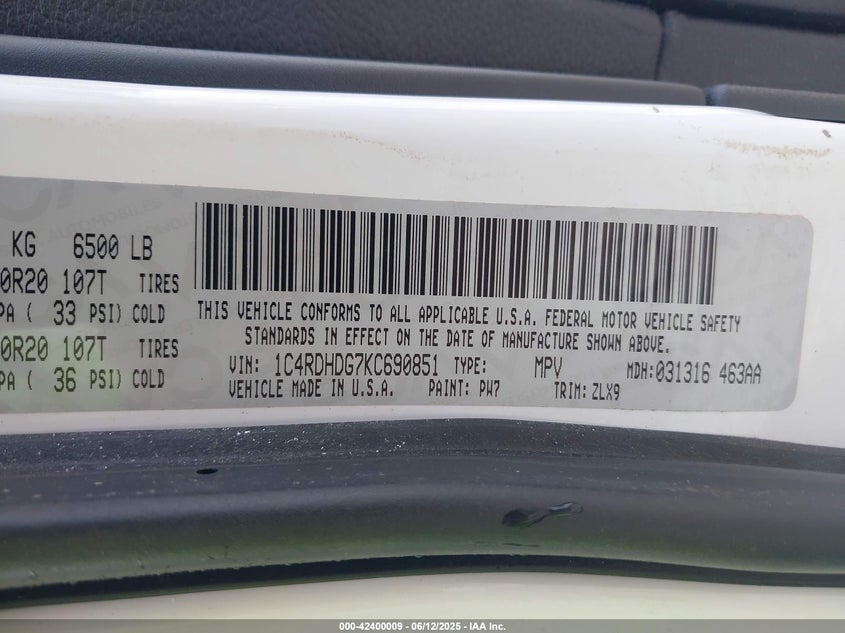 KG 6500 LB
0R20 107T TIRES
PA ( 33 PSI) COLD
0R20 107T TIRES
PA ( 36 PSI) COLD
THIS VEHICLE CONFORMS TO ALL APPLICABLE U.S.A. FEDERAL MOTOR VEHICLE SAFETY
STANDARDS IN EFFECT ON THE DATE OF MANUFACTURE SHOWN ABOVE.
VIN: 1C4RDHDG7KC690851 TYPE: MPV MDH:031316 463AA
VEHICLE MADE IN U.S.A. PAINT: PW7 TRIM: ZLX9
000-42400009 - 06/12/2025 - IAA Inc.